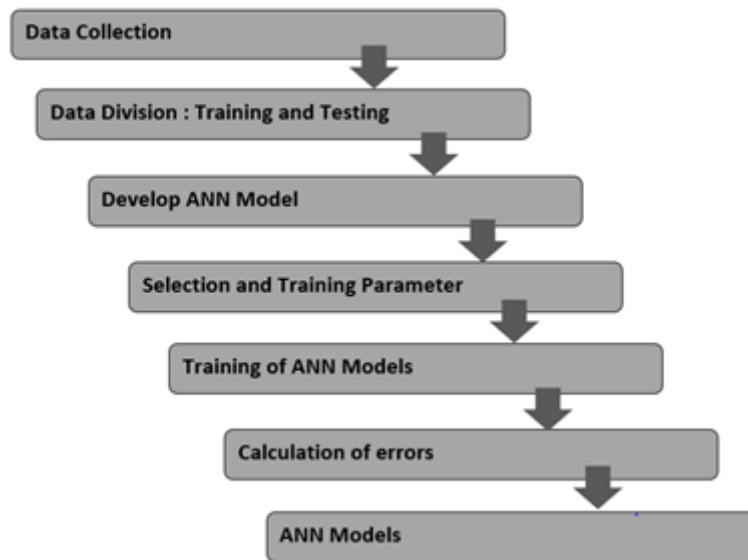 Data Collection
Data Division : Training and Testing
Develop ANN Model
Selection and Training Parameter
Training of ANN Models
Calculation of errors
ANN Models